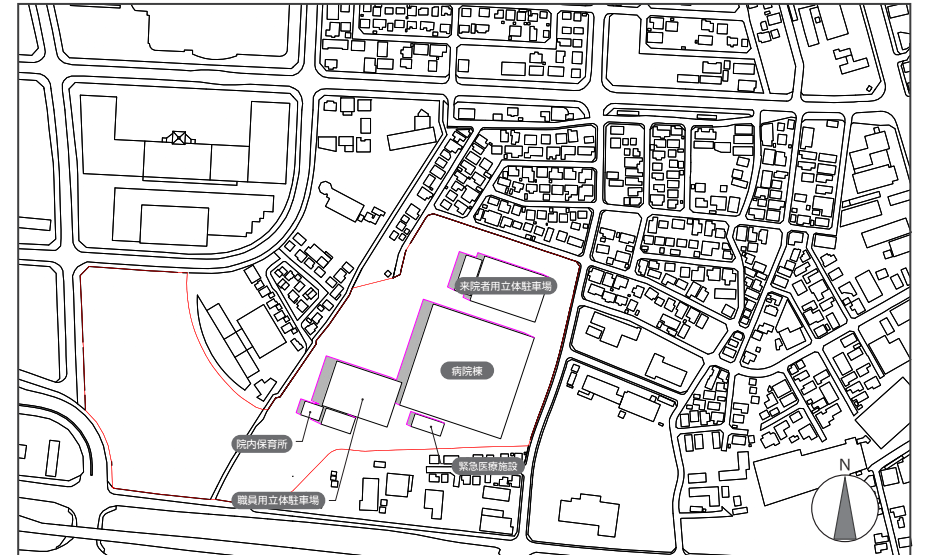 来院者用立体駐車場
病院棟
院内保育所
緊急医療施設
職員用立体駐車場
N